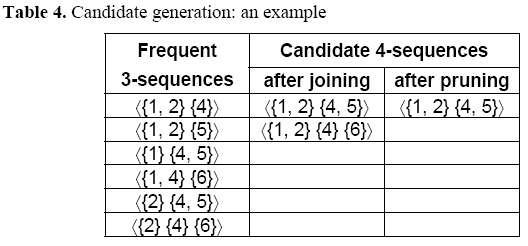 Table 4. Candidate generation: an example
Frequent Candidate 4-sequences
3-sequences after joining after pruning
⟨{1, 2} {4}⟩ ⟨{1, 2} {4, 5}⟩ ⟨{1, 2} {4, 5}⟩
⟨{1, 2} {5}⟩ ⟨{1, 2} {4} {6}⟩
⟨{1} {4, 5}⟩
⟨{1, 4} {6}⟩
⟨{2} {4, 5}⟩
⟨{2} {4} {6}⟩